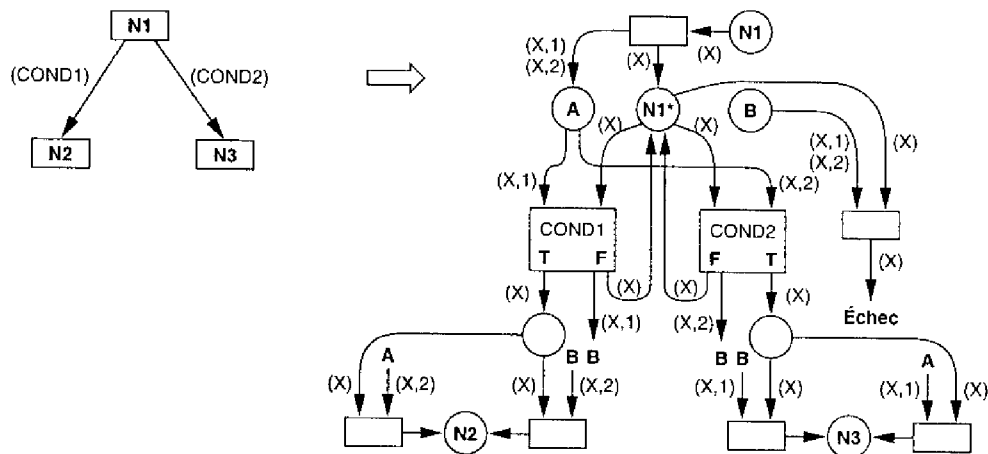 N1
(COND1)
(COND2)
N2
N3
N1
(X)
(X,1)
(X,2)
(X)
A
N1*
B
(X)
(X)
(X,1)
(X,2)
(X)
(X,1)
(X,2)
COND1
T F
COND2
F T
(X)
(X)
(X,1)
(X)
(X,2)
(X)
(X)
Échec
A
B B
B B
A
(X)
(X,2)
(X)
(X,2)
(X,1)
(X)
(X,1)
(X)
N2
N3